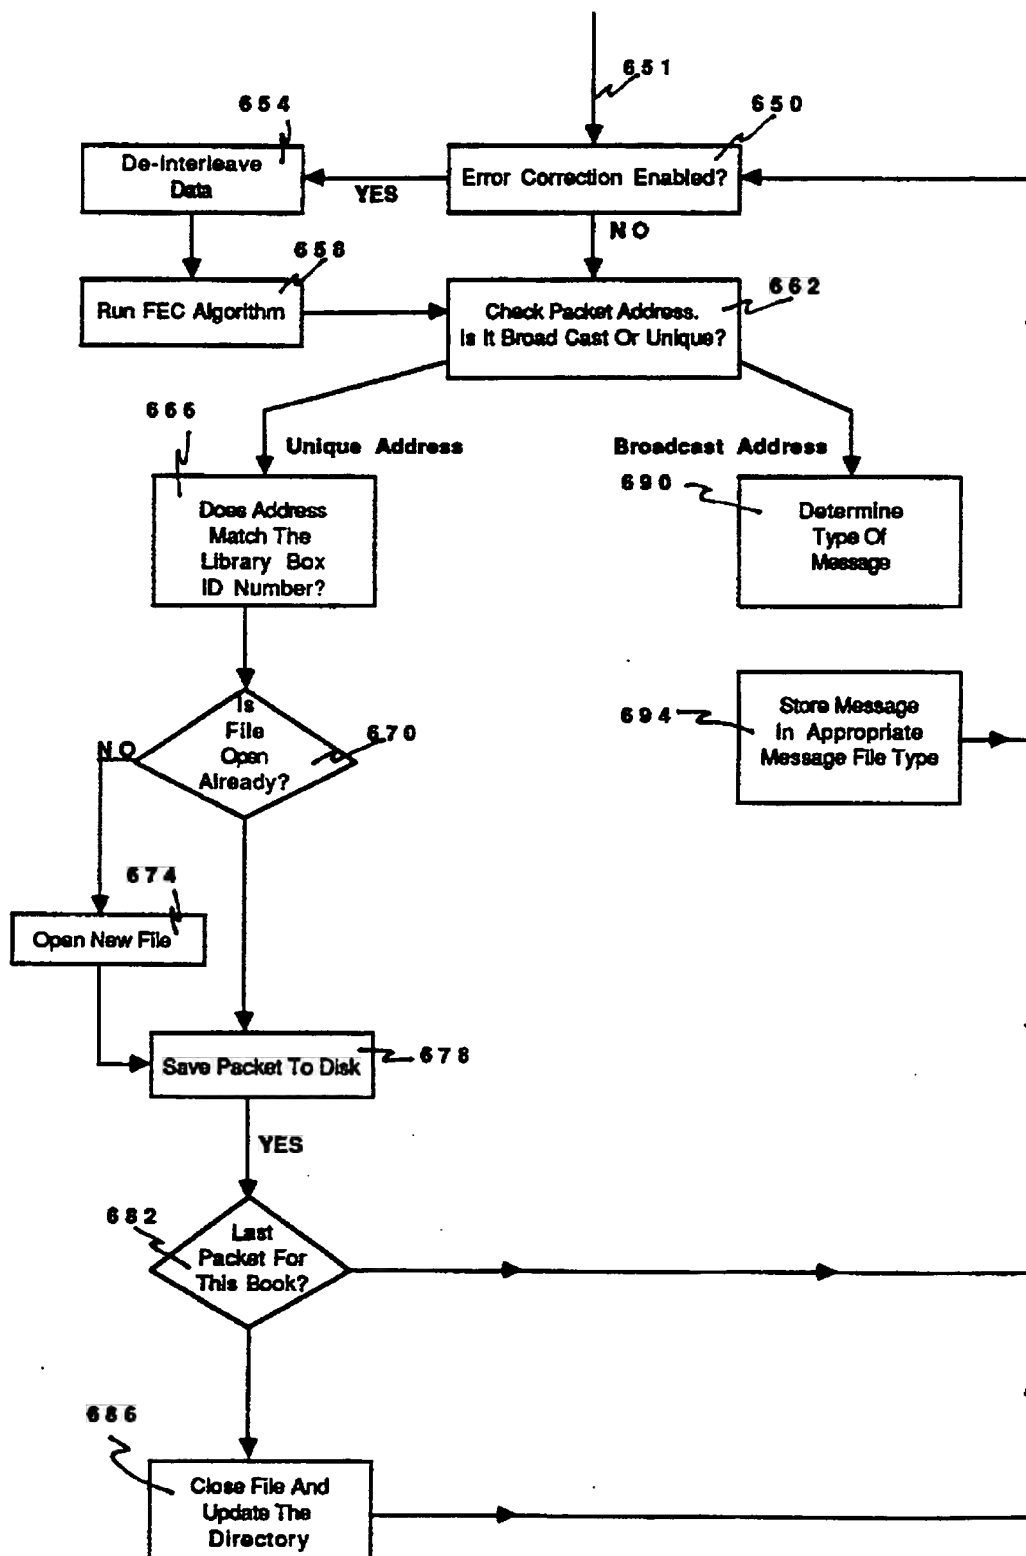 651
654
650
De-Interleave
Data
YES
Error Correction Enabled?
NO
658
662
Run FEC Algorithm
Check Packet Address.
Is It Broad Cast Or Unique?
666
Unique Address
Broadcast Address
690
Does Address
Match The
Library Box
ID Number?
Determine
Type Of
Message
Is
File
Open
Already?
670
NO
694
Store Message
In Appropriate
Message File Type
674
Open New File
Save Packet To Disk
678
YES
682
Last
Packet For
This Book?
686
Close File And
Update The
Directory